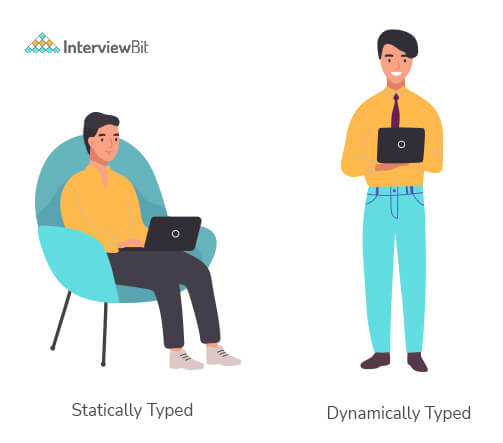 InterviewBit
Statically Typed
Dynamically Typed